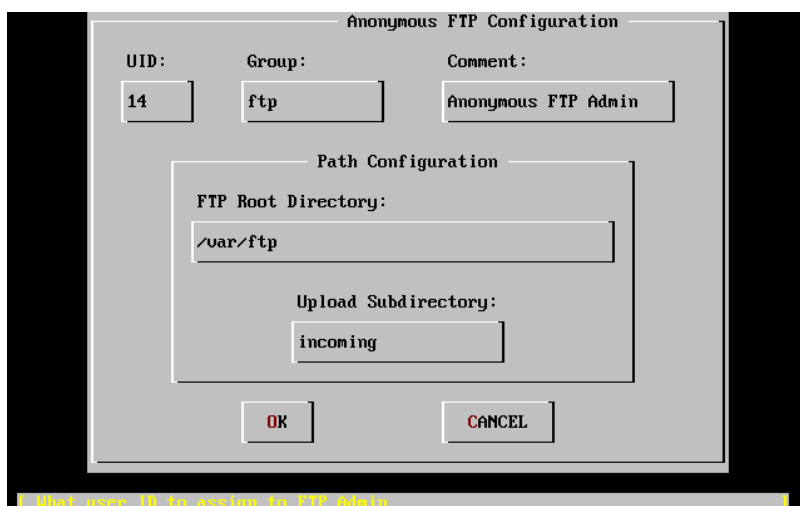 Anonymous FTP Configuration
UID: Group: Comment:
14 ftp Anonymous FTP Admin
Path Configuration
FTP Root Directory:
/var/ftp
Upload Subdirectory:
incoming
OK CANCEL
[ What user ID to assign to FTP Admin ]